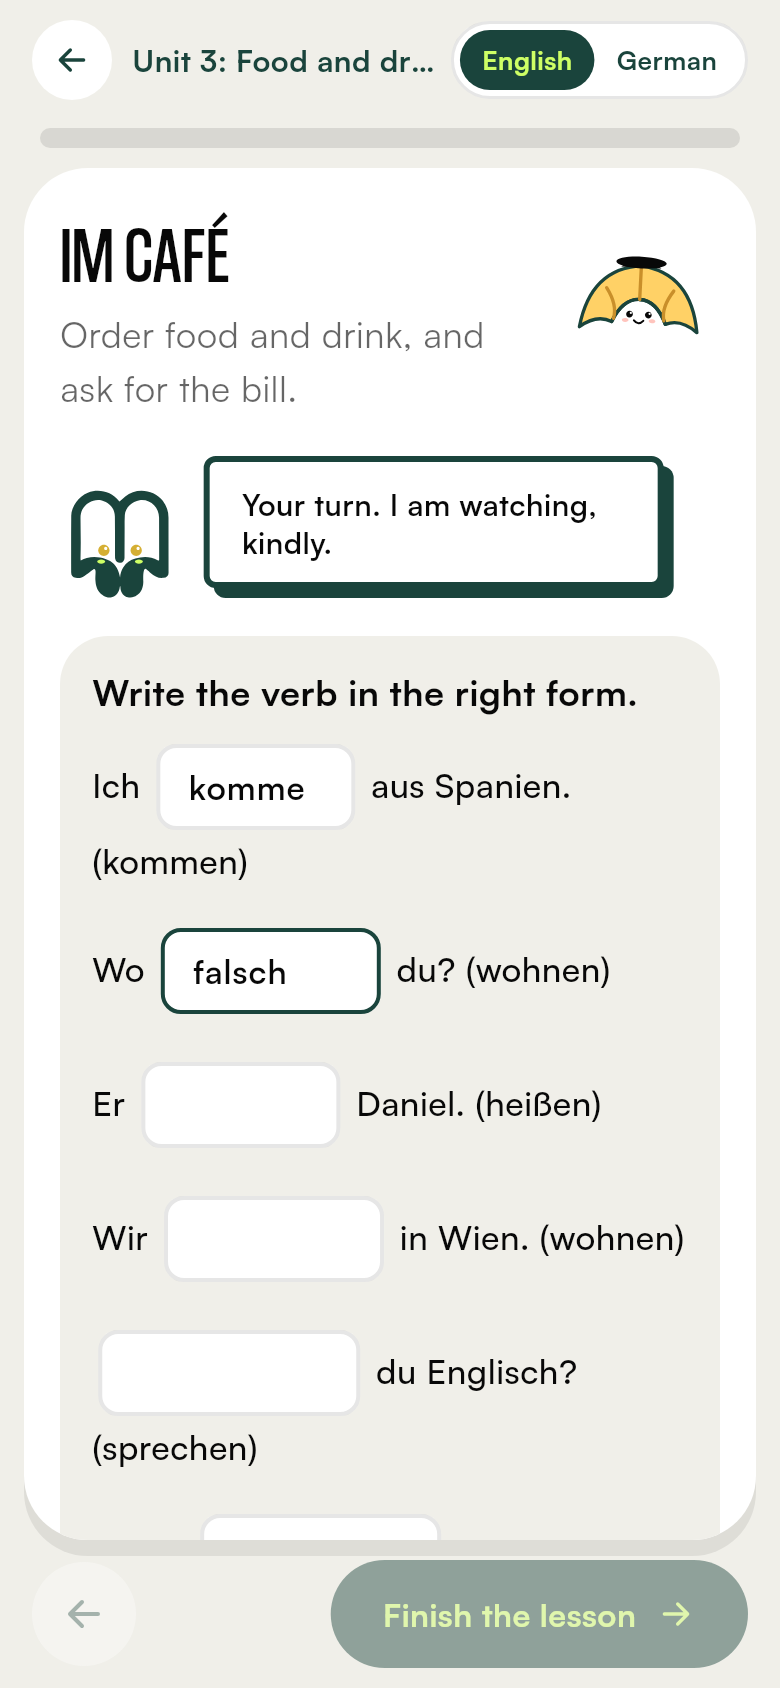 Unit 3: Food and dr...
English
German
IM CAFÉ
Order food and drink, and
ask for the bill.
Your turn. I am watching,
kindly.
Write the verb in the right form.
Ich komme aus Spanien.
(kommen)
Wo falsch du? (wohnen)
Er Daniel. (heißen)
Wir in Wien. (wohnen)
du Englisch?
(sprechen)
Finish the lesson